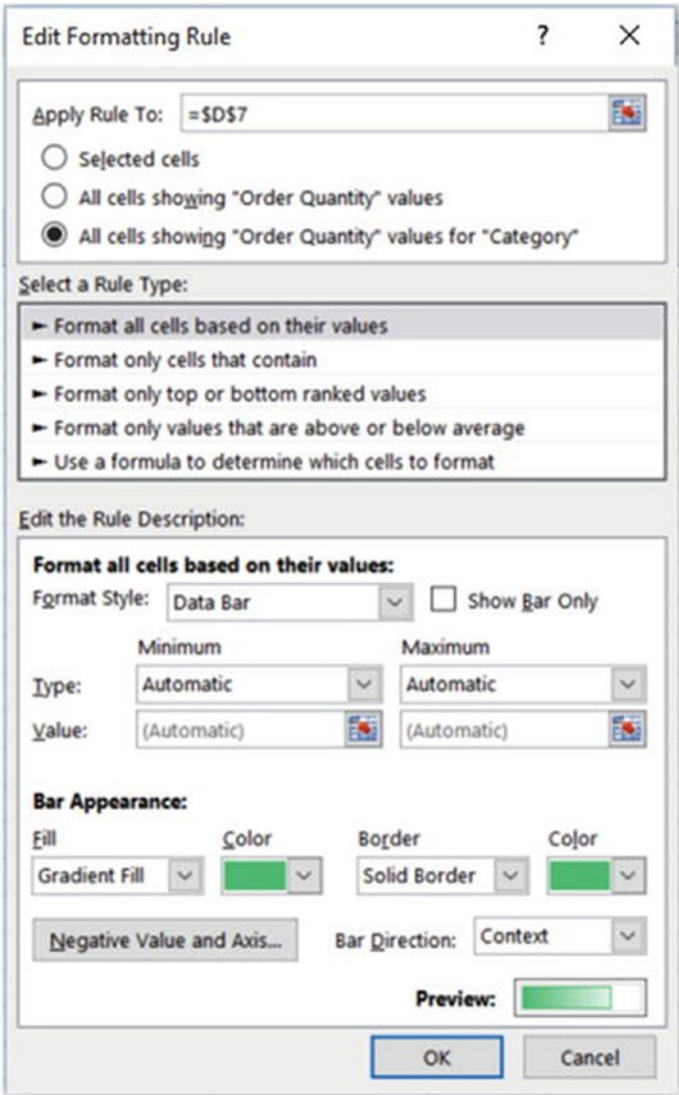 Edit Formatting Rule ? ✕
Apply Rule To: =$D$7
Selected cells
All cells showing "Order Quantity" values
All cells showing "Order Quantity" values for "Category"
Select a Rule Type:
► Format all cells based on their values
► Format only cells that contain
► Format only top or bottom ranked values
► Format only values that are above or below average
► Use a formula to determine which cells to format
Edit the Rule Description:
Format all cells based on their values:
Format Style: Data Bar Show Bar Only
Minimum Maximum
Type: Automatic Automatic
Value: (Automatic) (Automatic)
Bar Appearance:
Fill Color Border Color
Gradient Fill Solid Border
Negative Value and Axis... Bar Direction: Context
Preview:
OK Cancel